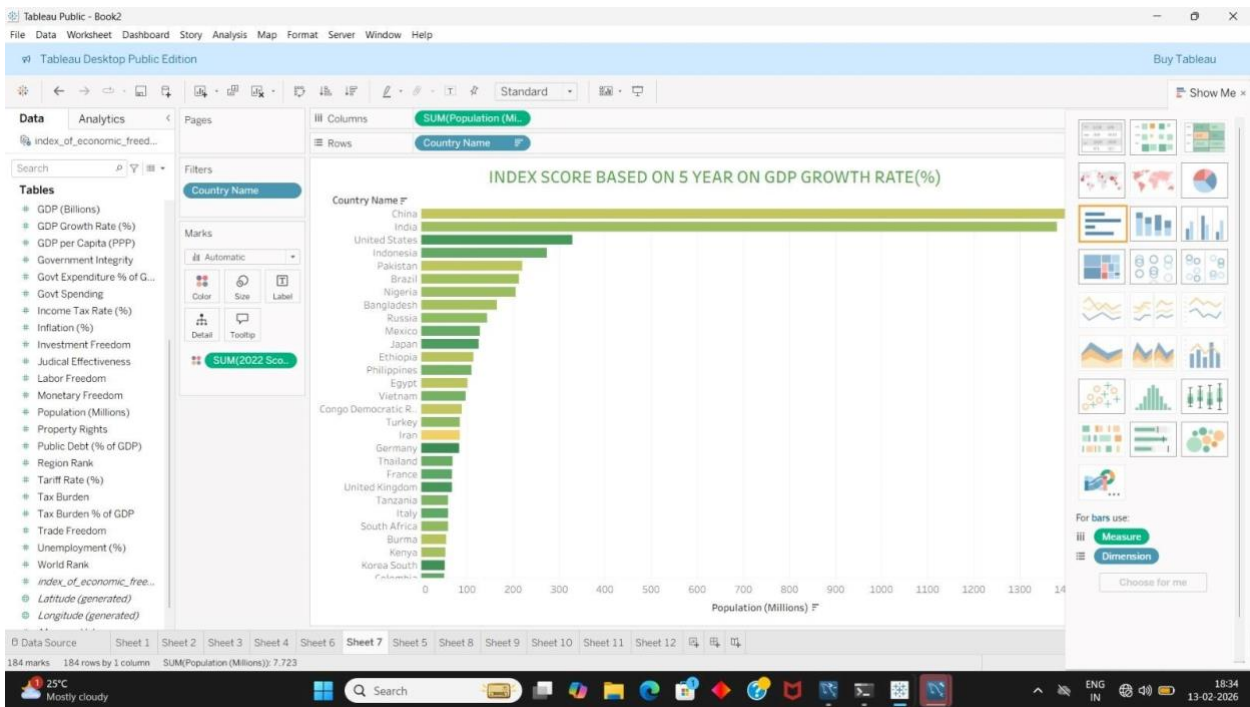 Tableau Public - Book2
File Data Worksheet Dashboard Story Analysis Map Format Server Window Help
Tableau Desktop Public Edition
Buy Tableau
Standard
Show Me ×
Data Analytics
index_of_economic_freed...
Search
Tables
GDP (Billions)
GDP Growth Rate (%)
GDP per Capita (PPP)
Government Integrity
Govt Expenditure % of G...
Govt Spending
Income Tax Rate (%)
Inflation (%)
Investment Freedom
Judical Effectiveness
Labor Freedom
Monetary Freedom
Population (Millions)
Property Rights
Public Debt (% of GDP)
Region Rank
Tariff Rate (%)
Tax Burden
Tax Burden % of GDP
Trade Freedom
Unemployment (%)
World Rank
index_of_economic_free...
Latitude (generated)
Longitude (generated)
Pages
Filters
Country Name
Marks
Automatic
Color Size Label
Detail Tooltip
SUM(2022 Sco..
Columns SUM(Population (Mi..
Rows Country Name
INDEX SCORE BASED ON 5 YEAR ON GDP GROWTH RATE(%)
Country Name
China
India
United States
Indonesia
Pakistan
Brazil
Nigeria
Bangladesh
Russia
Mexico
Japan
Ethiopia
Philippines
Egypt
Vietnam
Congo Democratic R..
Turkey
Iran
Germany
Thailand
France
United Kingdom
Tanzania
Italy
South Africa
Burma
Kenya
Korea South
Colombia
0 100 200 300 400 500 600 700 800 900 1000 1100 1200 1300 14
Population (Millions)
For bars use:
Measure
Dimension
Choose for me
Data Source Sheet 1 Sheet 2 Sheet 3 Sheet 4 Sheet 6 Sheet 7 Sheet 5 Sheet 8 Sheet 9 Sheet 10 Sheet 11 Sheet 12
184 marks 184 rows by 1 column SUM(Population (Millions)): 7,723
1
25°C
Mostly cloudy
Search
1
ENG
IN
18:34
13-02-2026